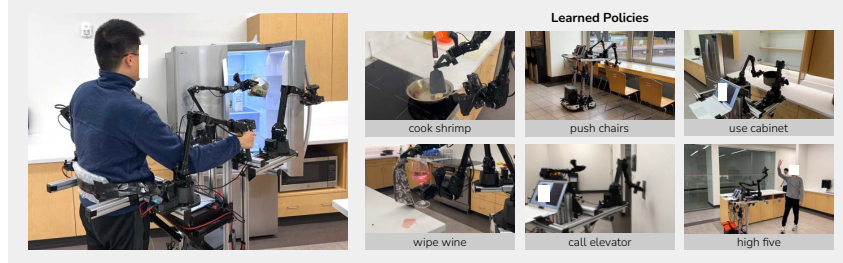 Learned Policies
cook shrimp
push chairs
use cabinet
wipe wine
call elevator
high five